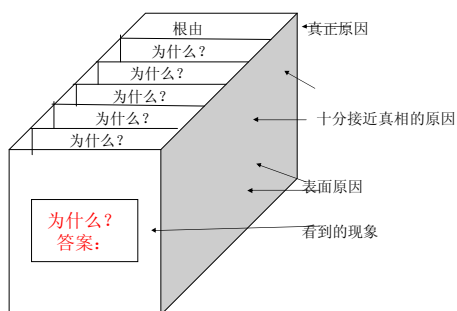 根由
真正原因
为什么？
为什么？
为什么？
为什么？
十分接近真相的原因
为什么？
表面原因
为什么？
答案：
看到的现象